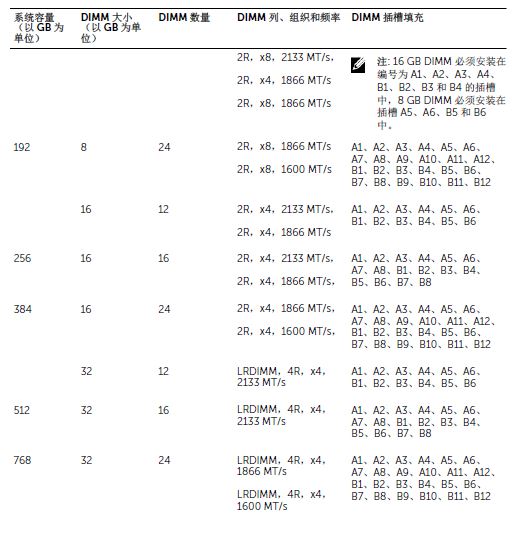 系统容量 DIMM 大小 DIMM 数量 DIMM 列、组织和频率 DIMM 插槽填充
（以 GB 为 （以 GB 为单
单位） 位）
2R，x8，2133 MT/s， 注: 16 GB DIMM 必须安装在
编号为 A1、A2、A3、A4、
2R，x4，1866 MT/s B1、B2、B3 和 B4 的插槽
2R，x8，1866 MT/s 中，8 GB DIMM 必须安装在
插槽 A5、A6、B5 和 B6
中。
192 8 24 2R，x8，1866 MT/s A1、A2、A3、A4、A5、A6、
A7、A8、A9、A10、A11、A12、
2R，x8，1600 MT/s B1、B2、B3、B4、B5、B6、
B7、B8、B9、B10、B11、B12
16 12 2R，x4，2133 MT/s， A1、A2、A3、A4、A5、A6、
B1、B2、B3、B4、B5、B6
2R，x4，1866 MT/s
256 16 16 2R，x4，2133 MT/s， A1、A2、A3、A4、A5、A6、
A7、A8、B1、B2、B3、B4、
2R，x4，1866 MT/s， B5、B6、B7、B8
384 16 24 2R，x4，1866 MT/s， A1、A2、A3、A4、A5、A6、
A7、A8、A9、A10、A11、A12、
2R，x4，1600 MT/s， B1、B2、B3、B4、B5、B6、
B7、B8、B9、B10、B11、B12
32 12 LRDIMM，4R，x4， A1、A2、A3、A4、A5、A6、
2133 MT/s B1、B2、B3、B4、B5、B6
512 32 16 LRDIMM，4R，x4， A1、A2、A3、A4、A5、A6、
2133 MT/s A7、A8、B1、B2、B3、B4、
B5、B6、B7、B8
768 32 24 LRDIMM，4R，x4， A1、A2、A3、A4、A5、A6、
1866 MT/s A7、A8、A9、A10、A11、A12、
B1、B2、B3、B4、B5、B6、
LRDIMM，4R，x4， B7、B8、B9、B10、B11、B12
1600 MT/s